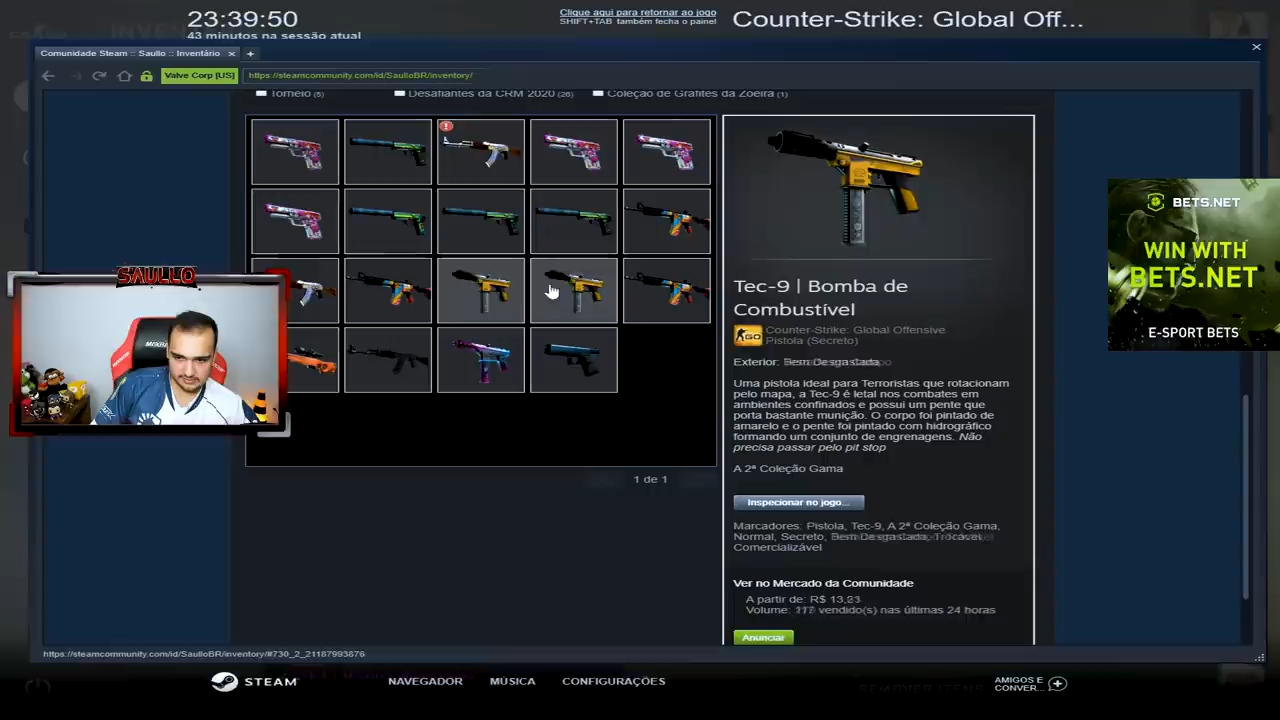 23:39:50
43 minutos na sessão atual
Clique aqui para retornar ao jogo
SHIFT+TAB também fecha o painel
Counter-Strike: Global Off...
Comunidade Steam :: Saullo :: Inventário
Valve Corp [US]
https://steamcommunity.com/id/SaulloBR/inventory/
Torneio (5)
Desafiantes da CRM 2020 (26)
Coleção de Grafites da Zoeira (1)
SAULLO
Tec-9 | Bomba de
Combustível
Counter-Strike: Global Offensive
Pistola (Secreto)
Exterior:
Uma pistola ideal para Terroristas que rotacionam
pelo mapa, a Tec-9 é letal nos combates em
ambientes confinados e possui um pente que
porta bastante munição. O corpo foi pintado de
amarelo e o pente foi pintado com hidrográfico
formando um conjunto de engrenagens. Não
precisa passar pelo pit stop
A 2ª Coleção Gama
Inspecionar no jogo...
Marcadores: Pistola, Tec-9, A 2ª Coleção Gama,
Normal, Secreto,
Comercializável
Ver no Mercado da Comunidade
A partir de: R$ 13,23
Volume: vendido(s) nas últimas 24 horas
Anunciar
1 de 1
BETS.NET
WIN WITH
BETS.NET
E-SPORT BETS
https://steamcommunity.com/id/SaulloBR/inventory/#730_2_21187993876
STEAM
NAVEGADOR
MÚSICA
CONFIGURAÇÕES
AMIGOS E
CONVER...